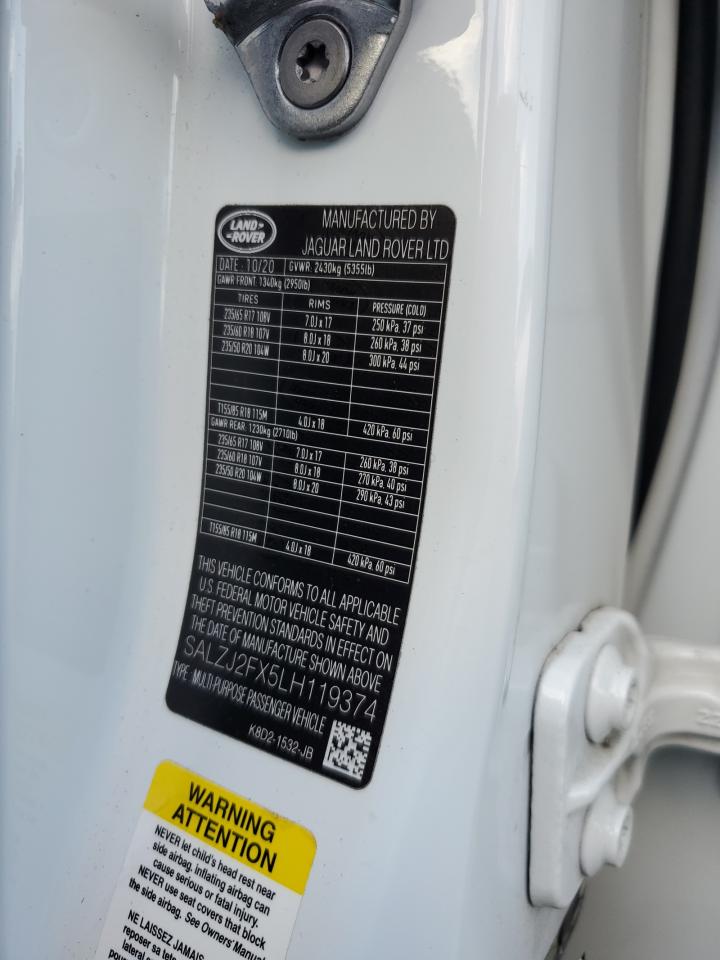 LAND
ROVER
MANUFACTURED BY
JAGUAR LAND ROVER LTD
DATE: 10/20 GVWR: 2430kg (5355lb)
GAWR FRONT 1340kg (2950lb)
TIRES RIMS PRESSURE (COLD)
235/65 R17 108V 7.0J x 17 250 kPa, 37 psi
235/60 R18 107V 8.0J x 18 260 kPa, 38 psi
235/50 R20 104W 8.0J x 20 300 kPa, 44 psi
T155/85 R18 115M 4.0J x 18 420 kPa, 60 psi
GAWR REAR: 1230kg (2710lb)
235/65 R17 108V 7.0J x 17 260 kPa, 38 psi
235/60 R18 107V 8.0J x 18 270 kPa, 40 psi
235/50 R20 104W 8.0J x 20 290 kPa, 43 psi
T155/85 R18 115M 4.0J x 18 420 kPa, 60 psi
THIS VEHICLE CONFORMS TO ALL APPLICABLE
U.S. FEDERAL MOTOR VEHICLE SAFETY AND
THEFT PREVENTION STANDARDS IN EFFECT ON
THE DATE OF MANUFACTURE SHOWN ABOVE
SALZJ2FX5LH119374
TYPE: MULTI-PURPOSE PASSENGER VEHICLE
K8D2-1532-JB
WARNING
ATTENTION
NEVER let child's head rest near
side airbag, inflating airbag can
cause serious or fatal injury.
NEVER use seat covers that block
the side airbag. See Owners' Manual
NE LAISSEZ JAMAIS
reposer sa tete
lateral